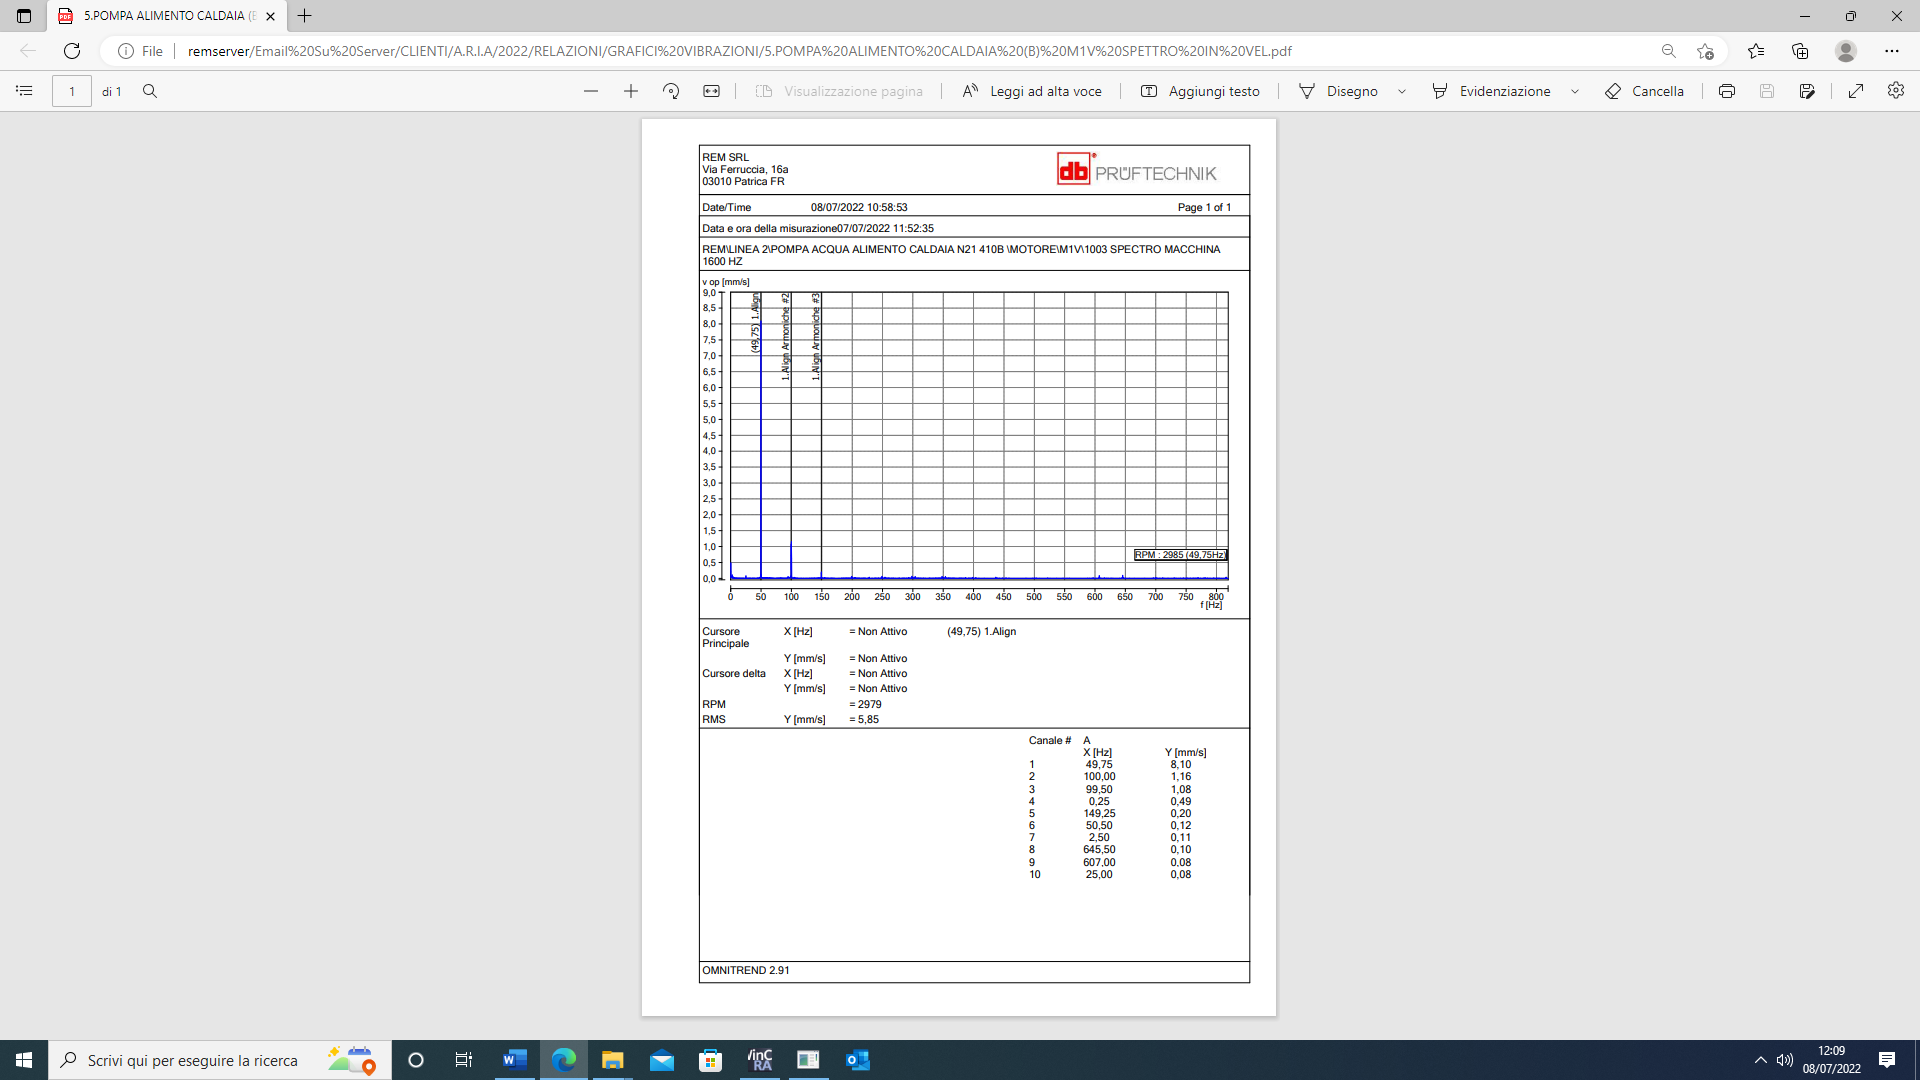 5.POMPA ALIMENTO CALDAIA (B
File
remserver/Email%20Su%20Server/CLIENTI/A.R.I.A/2022/RELAZIONI/GRAFICI%20VIBRAZIONI/5.POMPA%20ALIMENTO%20CALDAIA%20(B)%20M1V%20SPETTRO%20IN%20VEL.pdf
1 di 1
Visualizzazione pagina
Leggi ad alta voce
Aggiungi testo
Disegno
Evidenziazione
Cancella
REM SRL
Via Ferruccia, 16a
03010 Patrica FR
db ® PRÜFTECHNIK
Date/Time 08/07/2022 10:58:53 Page 1 of 1
Data e ora della misurazione07/07/2022 11:52:35
REM\LINEA 2\POMPA ACQUA ALIMENTO CALDAIA N21 410B \MOTORE\M1V\1003 SPECTRO MACCHINA
1600 HZ
v op [mm/s]
9,0
8,5
8,0
7,5
7,0
6,5
6,0
5,5
5,0
4,5
4,0
3,5
3,0
2,5
2,0
1,5
1,0
0,5
0,0
(49,75) 1.Align
1.Align Armoniche #2
1.Align Armoniche #3
RPM : 2985 (49,75Hz)
0 50 100 150 200 250 300 350 400 450 500 550 600 650 700 750 800
f [Hz]
Cursore X [Hz] = Non Attivo (49,75) 1.Align
Principale
Y [mm/s] = Non Attivo
Cursore delta X [Hz] = Non Attivo
Y [mm/s] = Non Attivo
RPM = 2979
RMS Y [mm/s] = 5,85
Canale # A
X [Hz] Y [mm/s]
1 49,75 8,10
2 100,00 1,16
3 99,50 1,08
4 0,25 0,49
5 149,25 0,20
6 50,50 0,12
7 2,50 0,11
8 645,50 0,10
9 607,00 0,08
10 25,00 0,08
OMNITREND 2.91
Scrivi qui per eseguire la ricerca
12:09
08/07/2022